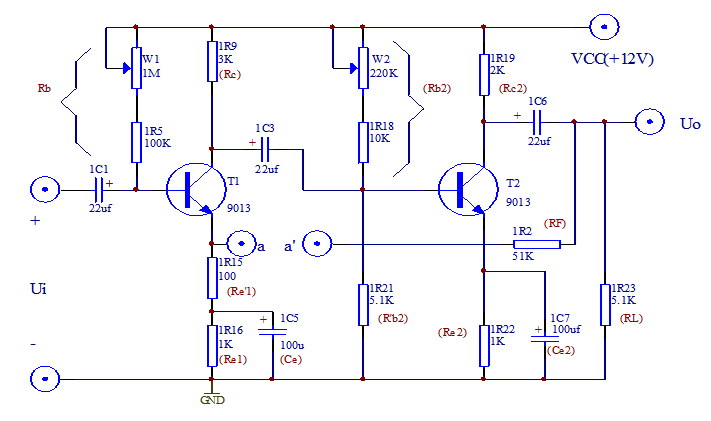 VCC(+12V)
W1
1M
1R9
3K
(Rc)
W2
220K
1R19
2K
(Rc2)
Rb
(Rb2)
1R5
100K
1C3
22uf
1R18
10K
1C6
22uf
Uo
1C1
22uf
T1
9013
T2
9013
+
a
a'
1R2
51K
(RF)
Ui
1R15
100
(Re'1)
1R21
5.1K
(R'b2)
1R23
5.1K
(RL)
1R16
1K
(Re1)
1C5
100u
(Ce)
(Re2)
1R22
1K
1C7
100uf
(Ce2)
-
GND
+
+
+
+
+